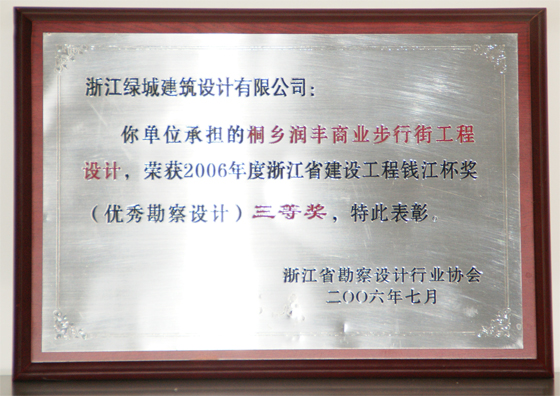 浙江绿城建筑设计有限公司：
你单位承担的桐乡润丰商业步行街工程
设计，荣获2006年度浙江省建设工程钱江杯奖
（优秀勘察设计）三等奖，特此表彰。
浙江省勘察设计行业协会
二〇〇六年七月